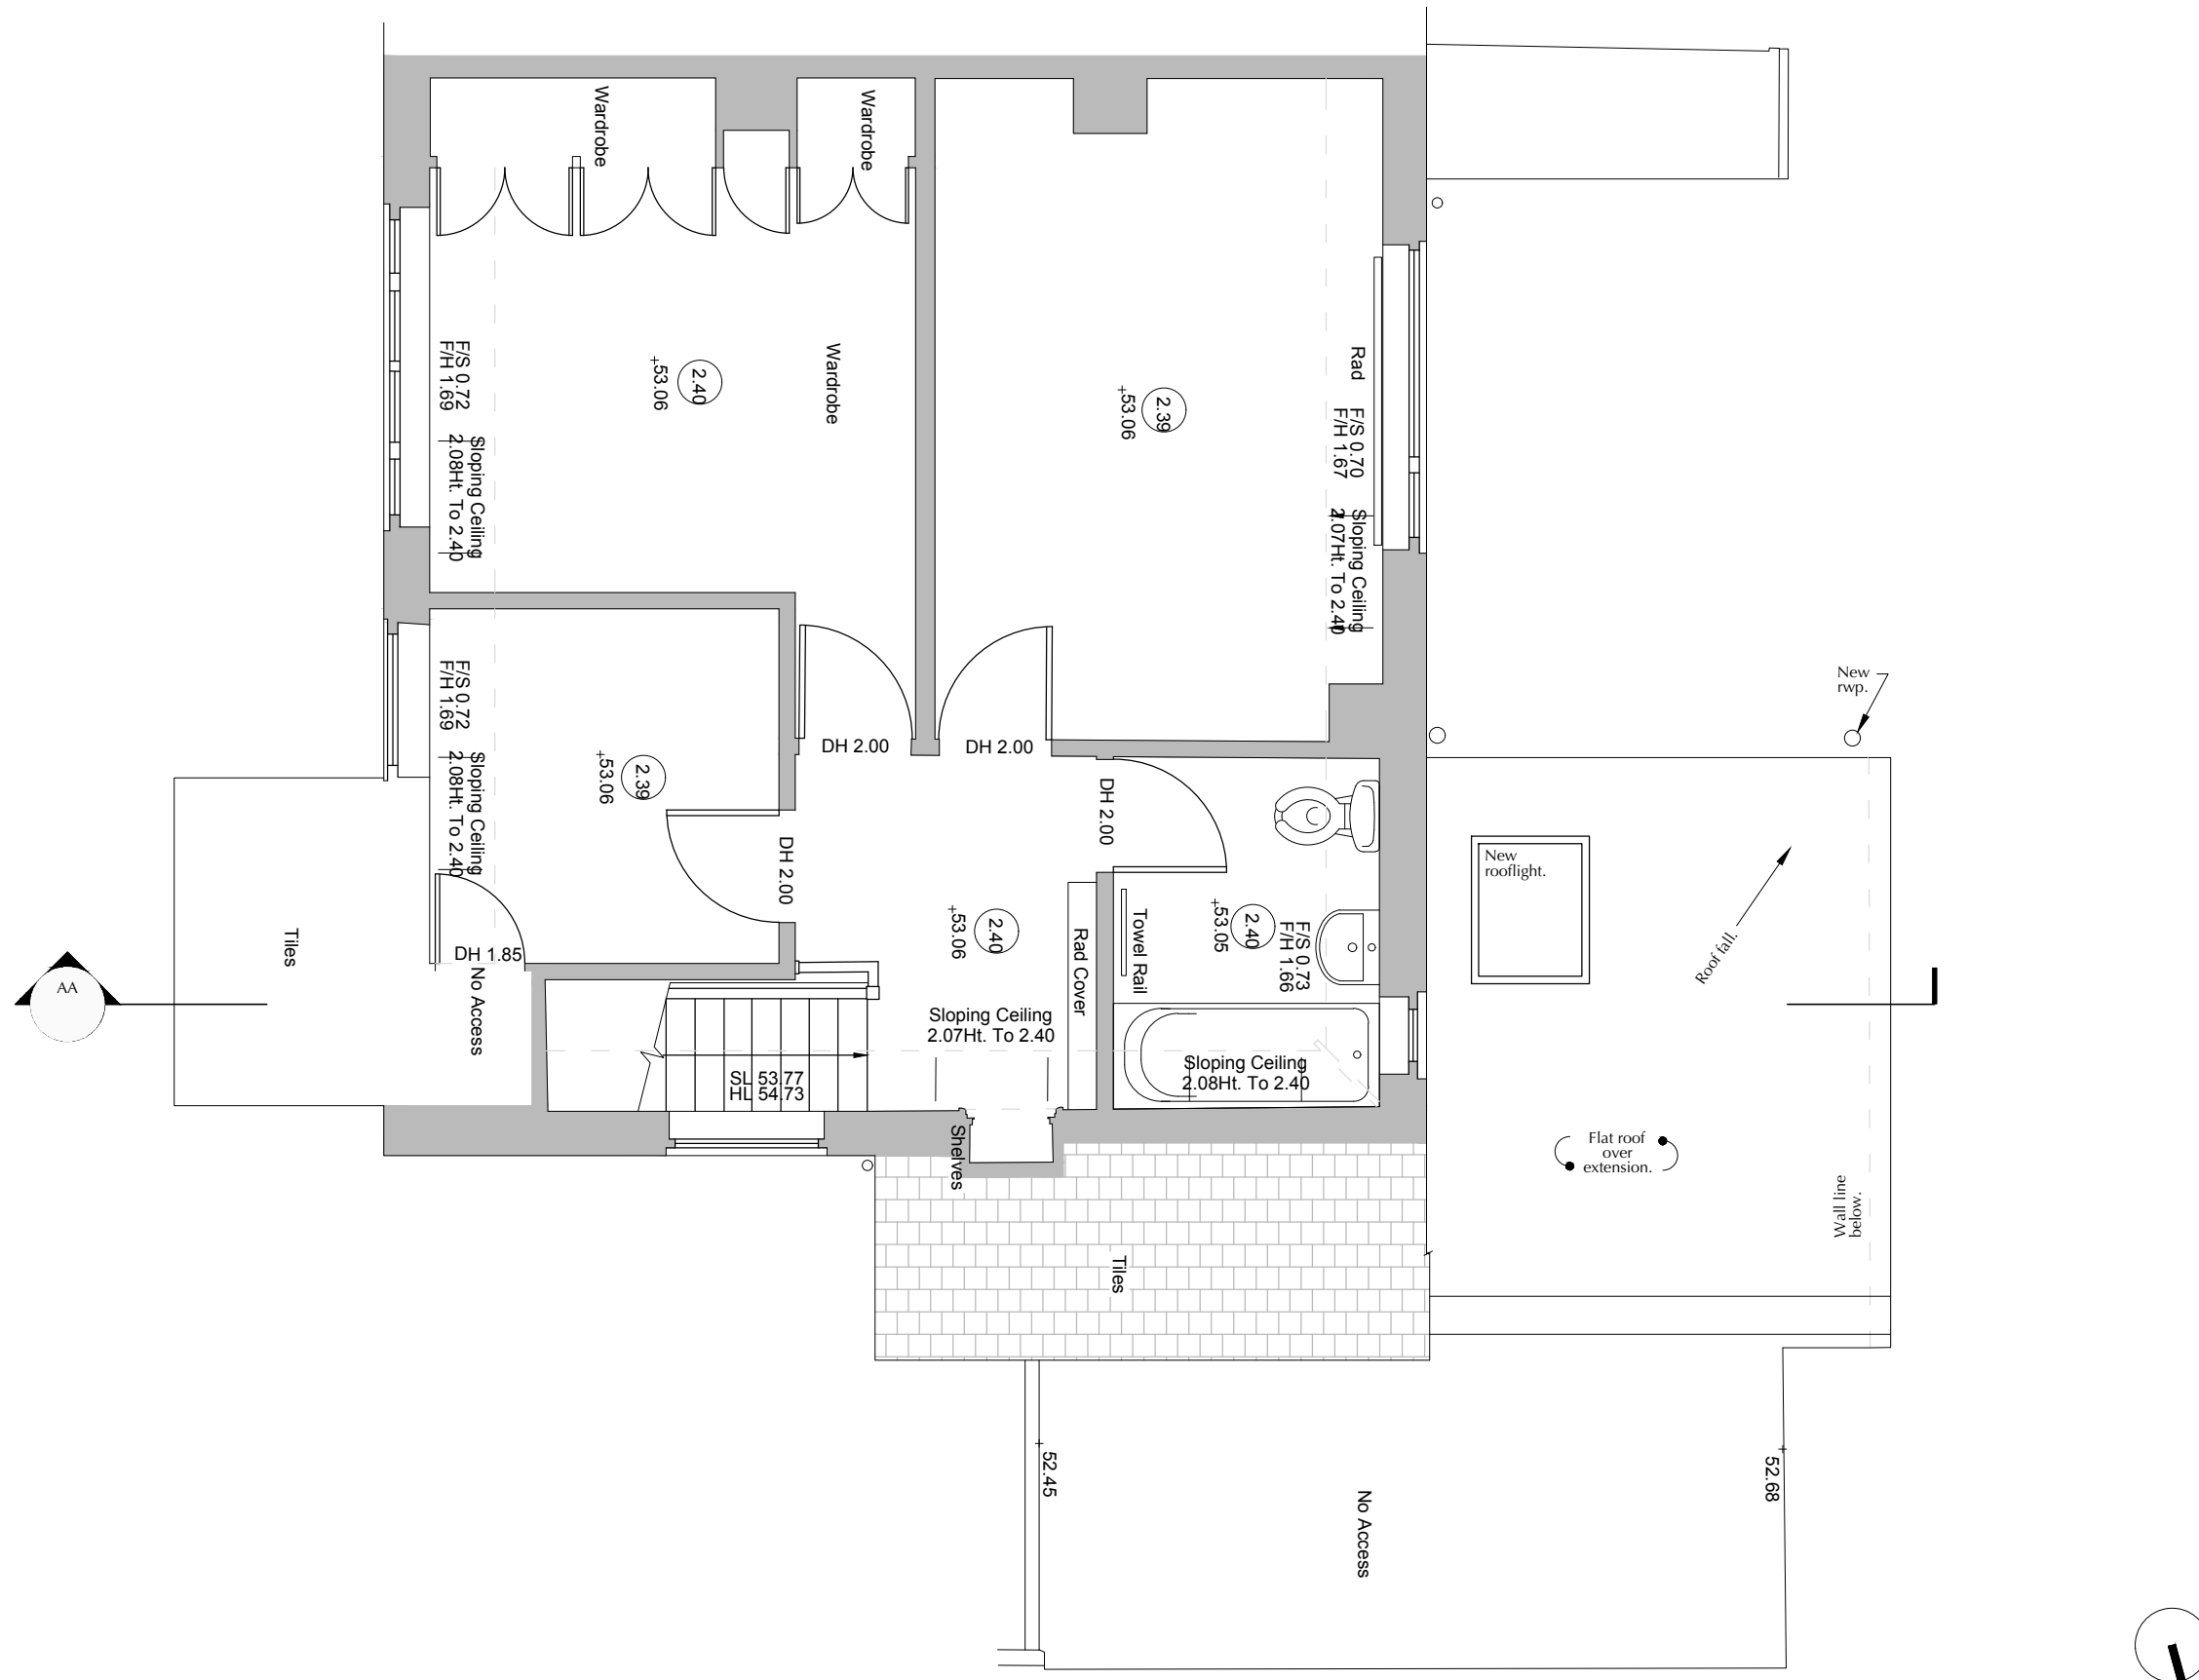 Wardrobe
Wardrobe
Wardrobe
2.40
+53.06
F/S 0.72
F/H 1.69
Sloping Ceiling
2.08Ht. To 2.40
2.39
+53.06
Rad
F/S 0.70
F/H 1.67
Sloping Ceiling
2.07Ht. To 2.40
New
rwp.
DH 2.00
DH 2.00
F/S 0.72
F/H 1.69
Sloping Ceiling
2.08Ht. To 2.40
2.39
+53.06
DH 2.00
DH 2.00
DH 1.85
No Access
Tiles
AA
2.40
+53.06
Rad Cover
Towel Rail
2.40
+53.05
F/S 0.73
F/H 1.66
Sloping Ceiling
2.07Ht. To 2.40
Sloping Ceiling
2.08Ht. To 2.40
SL 53.77
HL 54.73
Shelves
Tiles
New
rooflight.
Roof fall.
Flat roof
over
extension.
Wall line
below.
52.45
52.68
No Access